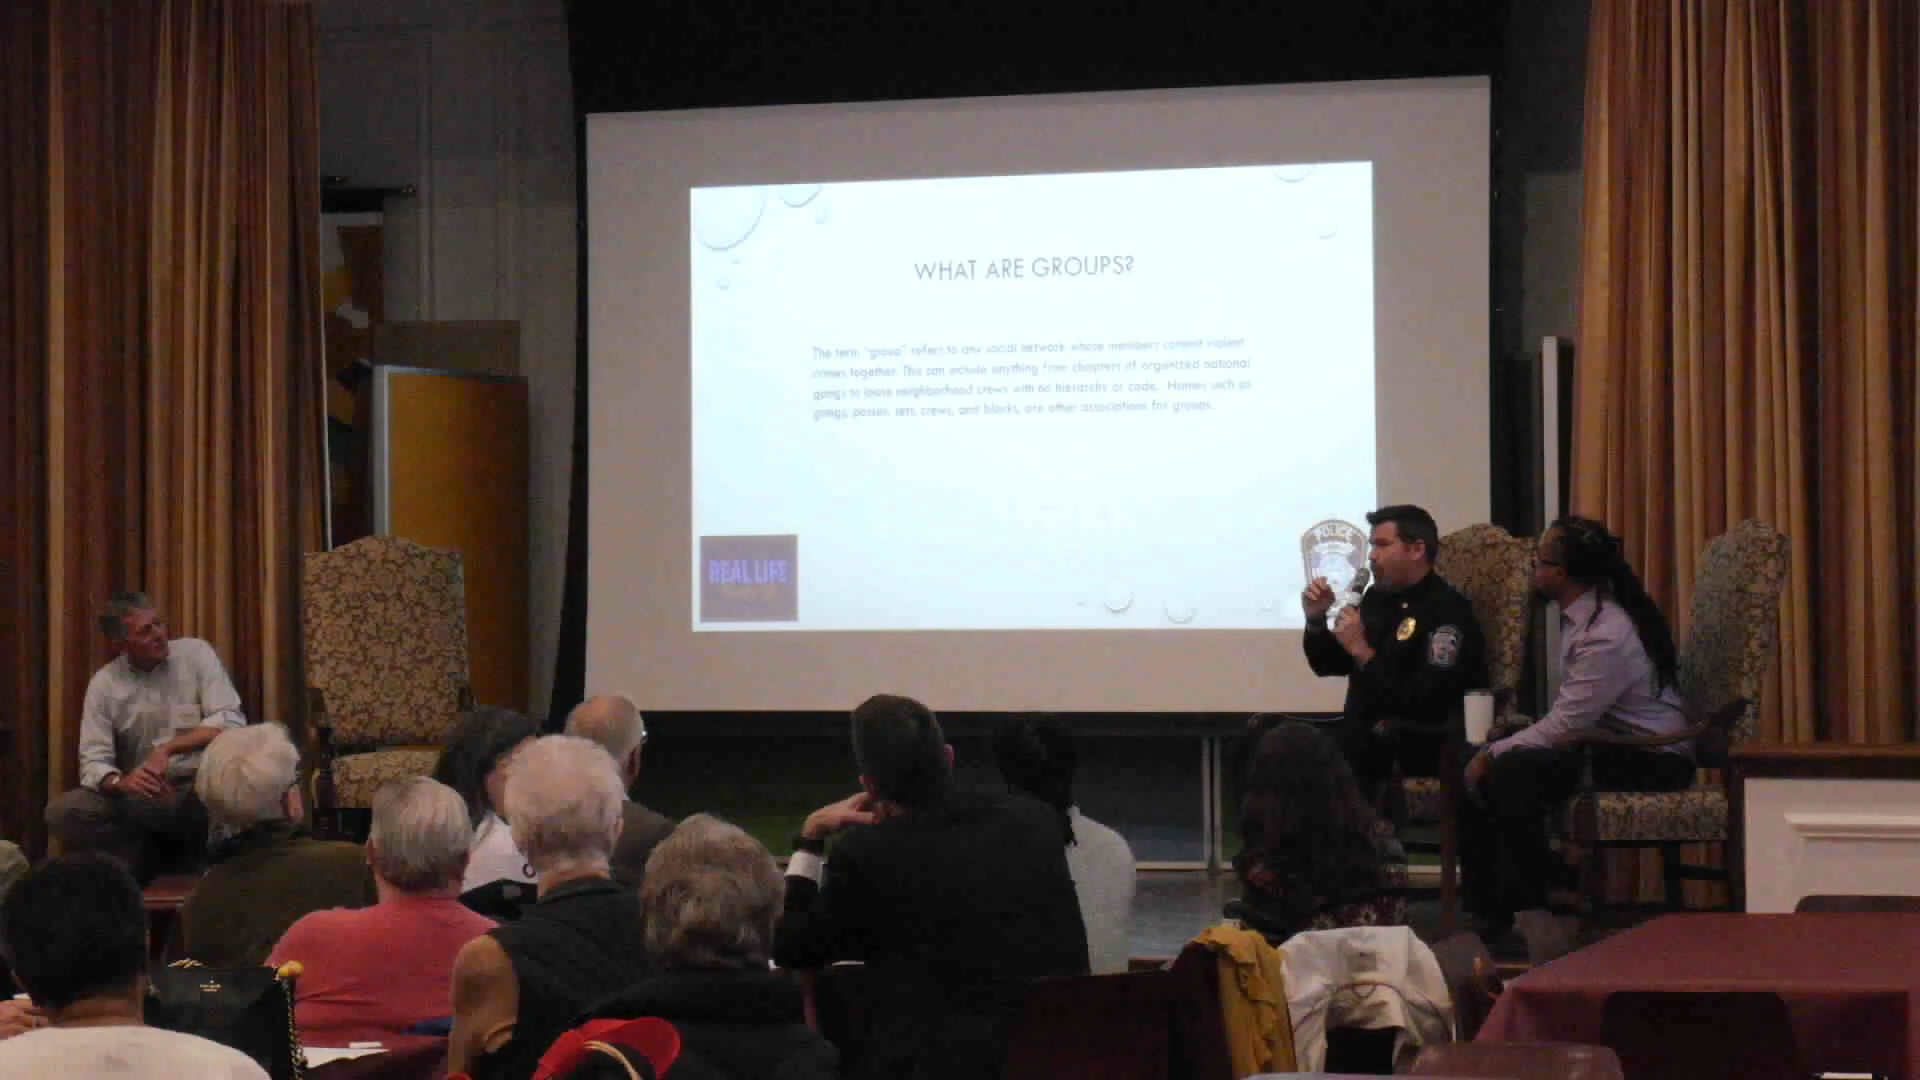 WHAT ARE GROUPS?
The term "group" refers to any social network whose members commit violent
crimes together. This can include anything from chapters of organized national
gangs to loose neighborhood crews with no hierarchy or code. Names such as
gangs, posses, sets, crews, and blocks, are other associations for groups.
REAL LIFE
POLICE